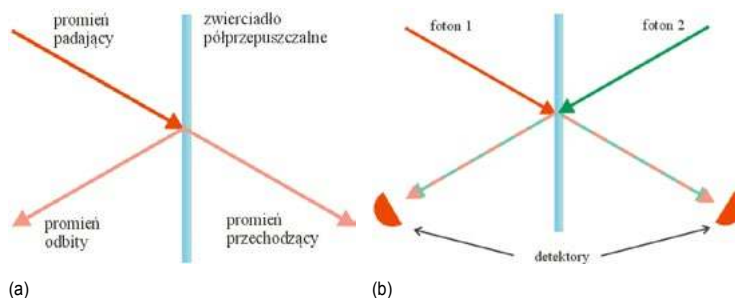 promień
padający
zwierciadło
półprzepuszczalne
promień
odbity
promień
przechodzący
(a)
foton 1
foton 2
detektory
(b)